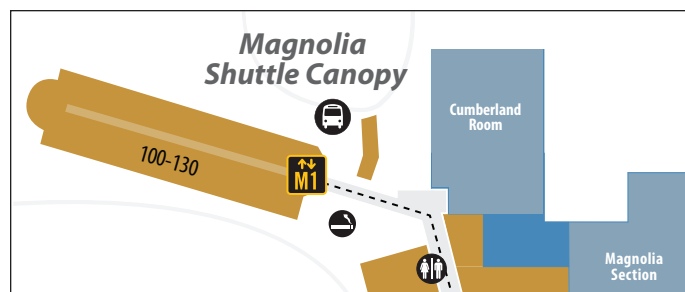 Magnolia
Shuttle Canopy
Cumberland
Room
100-130
M1
Magnolia
Section